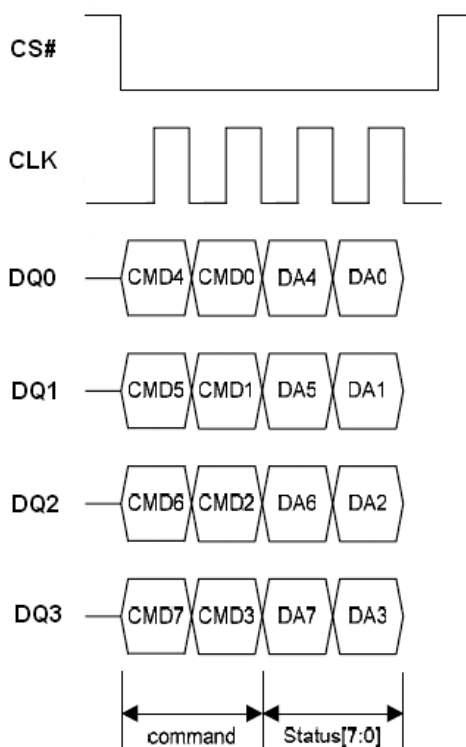 CS#
CLK
DQ0 CMD4 CMD0 DA4 DA0
DQ1 CMD5 CMD1 DA5 DA1
DQ2 CMD6 CMD2 DA6 DA2
DQ3 CMD7 CMD3 DA7 DA3
command Status[7:0]